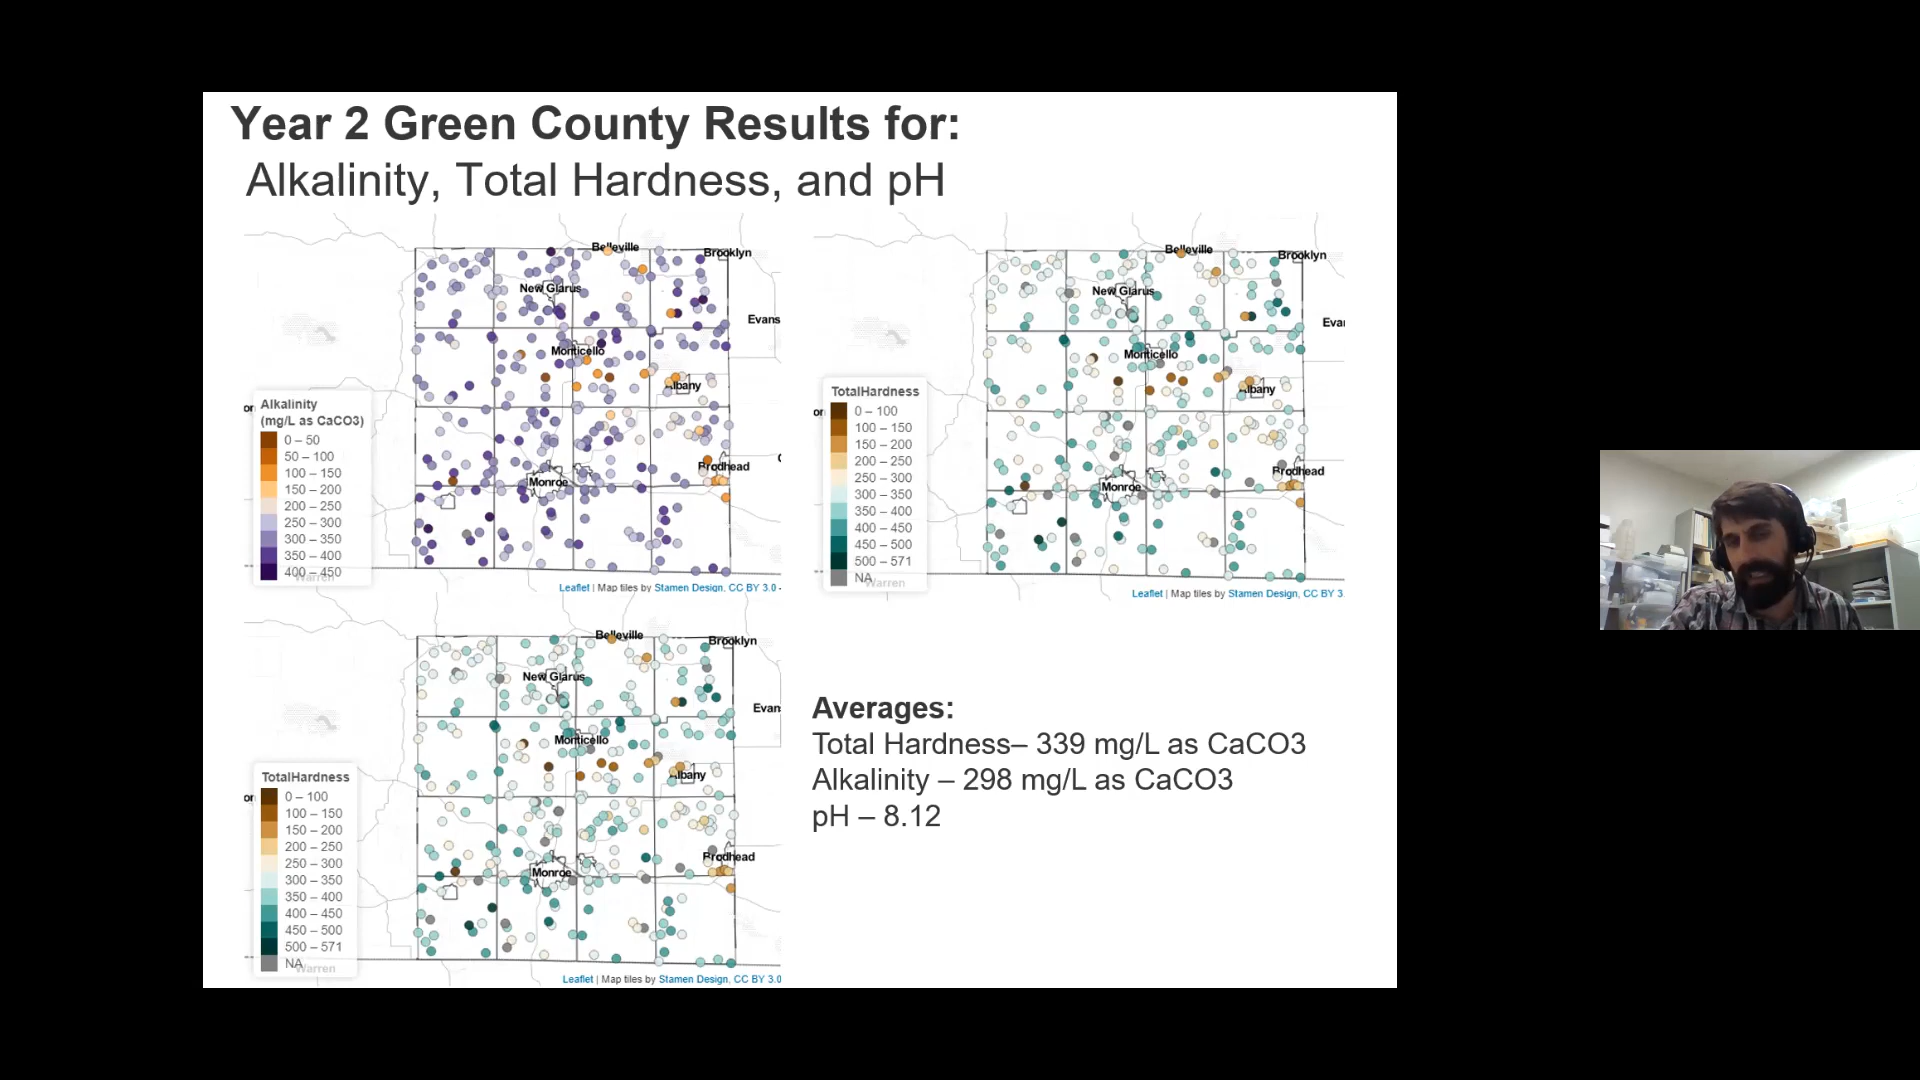 Year 2 Green County Results for:
Alkalinity, Total Hardness, and pH
Belleville
Brooklyn
New Glarus
Evans
Monticello
Albany
Brodhead
Monroe
or
Alkalinity
(mg/L as CaCO3)
0 – 50
50 – 100
100 – 150
150 – 200
200 – 250
250 – 300
300 – 350
350 – 400
400 – 450
Warren
Leaflet | Map tiles by Stamen Design, CC BY 3.0
Belleville
Brooklyn
New Glarus
Eva
Monticello
Albany
Brodhead
Monroe
or
TotalHardness
0 – 100
100 – 150
150 – 200
200 – 250
250 – 300
300 – 350
350 – 400
400 – 450
450 – 500
500 – 571
NA
Warren
Leaflet | Map tiles by Stamen Design, CC BY 3
Belleville
Brooklyn
New Glarus
Evan
Monticello
Albany
Brodhead
Monroe
or
TotalHardness
0 – 100
100 – 150
150 – 200
200 – 250
250 – 300
300 – 350
350 – 400
400 – 450
450 – 500
500 – 571
NA
Warren
Leaflet | Map tiles by Stamen Design, CC BY 3.0
Averages:
Total Hardness– 339 mg/L as CaCO3
Alkalinity – 298 mg/L as CaCO3
pH – 8.12